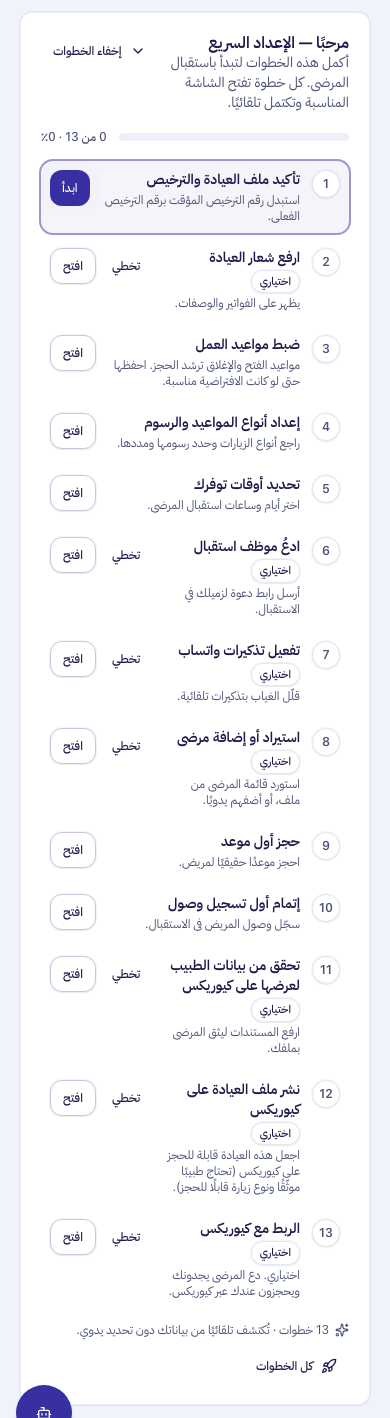 مرحبًا — الإعداد السريع
إخفاء الخطوات
أكمل هذه الخطوات لتبدأ باستقبال
المرضى. كل خطوة تفتح الشاشة
المناسبة وتكتمل تلقائيًا.
0 من 13 · 0٪
1
تأكيد ملف العيادة والترخيص
استبدل رقم الترخيص المؤقت برقم الترخيص
الفعلي.
ابدأ
2
ارفع شعار العيادة
اختياري
يظهر على الفواتير والوصفات.
تخطي
افتح
3
ضبط مواعيد العمل
مواعيد الفتح والإغلاق ترشد الحجز. احفظها
حتى لو كانت الافتراضية مناسبة.
افتح
4
إعداد أنواع المواعيد والرسوم
راجع أنواع الزيارات وحدد رسومها ومددها.
افتح
5
تحديد أوقات توفرك
اختر أيام وساعات استقبال المرضى.
افتح
6
ادعُ موظف استقبال
اختياري
أرسل رابط دعوة لزميلك في
الاستقبال.
تخطي
افتح
7
تفعيل تذكيرات واتساب
اختياري
قلّل الغياب بتذكيرات تلقائية.
تخطي
افتح
8
استيراد أو إضافة مرضى
اختياري
استورد قائمة المرضى من
ملف، أو أضفهم يدويًا.
تخطي
افتح
9
حجز أول موعد
احجز موعدًا حقيقيًا لمريض.
افتح
10
إتمام أول تسجيل وصول
سجّل وصول المريض في الاستقبال.
افتح
11
تحقق من بيانات الطبيب
لعرضها على كيوريكس
اختياري
ارفع المستندات ليثق المرضى
بملفك.
تخطي
افتح
12
نشر ملف العيادة على
كيوريكس
اختياري
اجعل هذه العيادة قابلة للحجز
على كيوريكس (تحتاج طبيبًا
موثّقًا ونوع زيارة قابلًا للحجز).
تخطي
افتح
13
الربط مع كيوريكس
اختياري
اختياري. دع المرضى يجدونك
ويحجزون عندك عبر كيوريكس.
تخطي
افتح
13 خطوات · تُكتشف تلقائيًا من بياناتك دون تحديد يدوي.
كل الخطوات